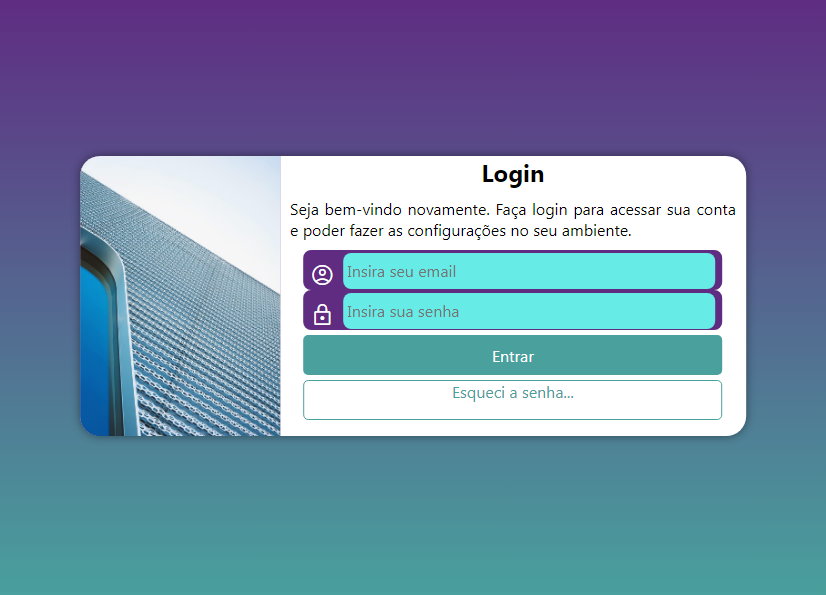 Login
Seja bem-vindo novamente. Faça login para acessar sua conta
e poder fazer as configurações no seu ambiente.
Insira seu email
Insira sua senha
Entrar
Esqueci a senha...